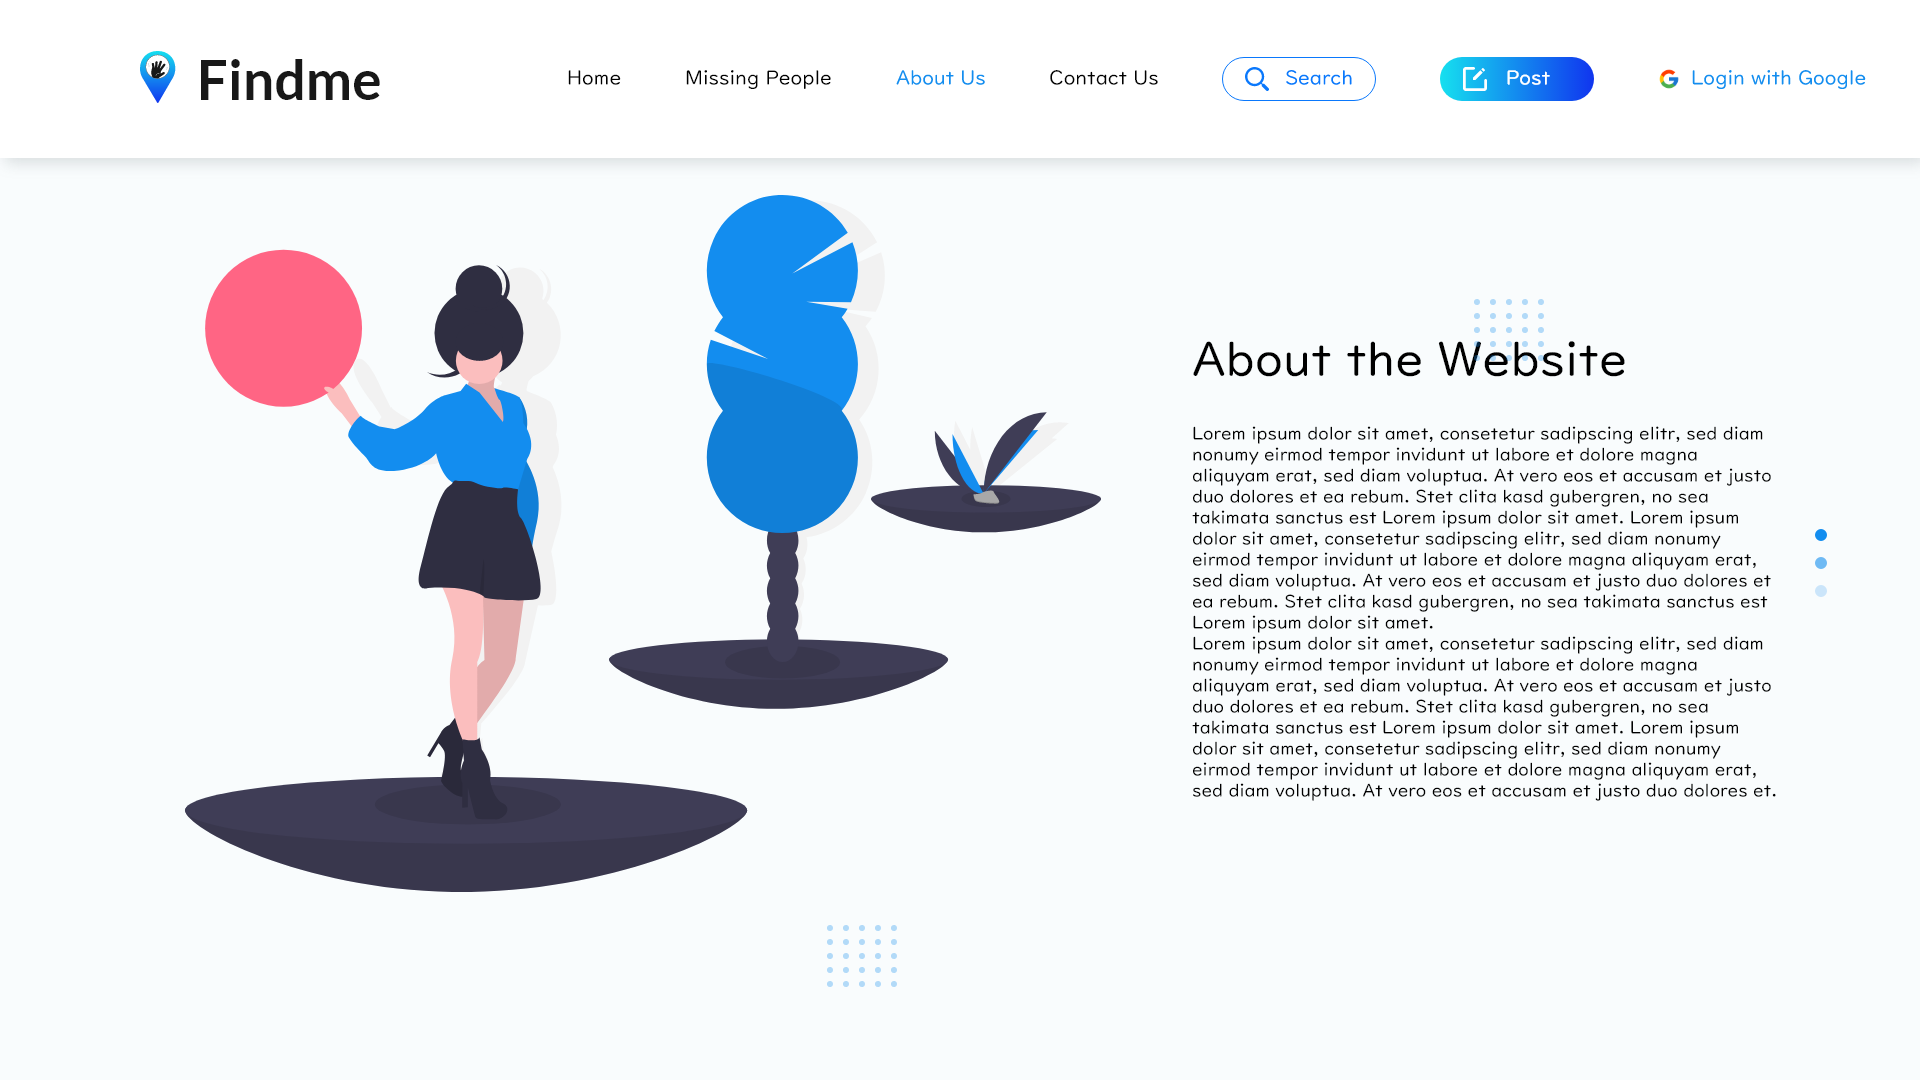 Findme
Home
Missing People
About Us
Contact Us
Search
Post
Login with Google
About the Website
Lorem ipsum dolor sit amet, consetetur sadipscing elitr, sed diam
nonumy eirmod tempor invidunt ut labore et dolore magna
aliquyam erat, sed diam voluptua. At vero eos et accusam et justo
duo dolores et ea rebum. Stet clita kasd gubergren, no sea
takimata sanctus est Lorem ipsum dolor sit amet. Lorem ipsum
dolor sit amet, consetetur sadipscing elitr, sed diam nonumy
eirmod tempor invidunt ut labore et dolore magna aliquyam erat,
sed diam voluptua. At vero eos et accusam et justo duo dolores et
ea rebum. Stet clita kasd gubergren, no sea takimata sanctus est
Lorem ipsum dolor sit amet.
Lorem ipsum dolor sit amet, consetetur sadipscing elitr, sed diam
nonumy eirmod tempor invidunt ut labore et dolore magna
aliquyam erat, sed diam voluptua. At vero eos et accusam et justo
duo dolores et ea rebum. Stet clita kasd gubergren, no sea
takimata sanctus est Lorem ipsum dolor sit amet. Lorem ipsum
dolor sit amet, consetetur sadipscing elitr, sed diam nonumy
eirmod tempor invidunt ut labore et dolore magna aliquyam erat,
sed diam voluptua. At vero eos et accusam et justo duo dolores et.